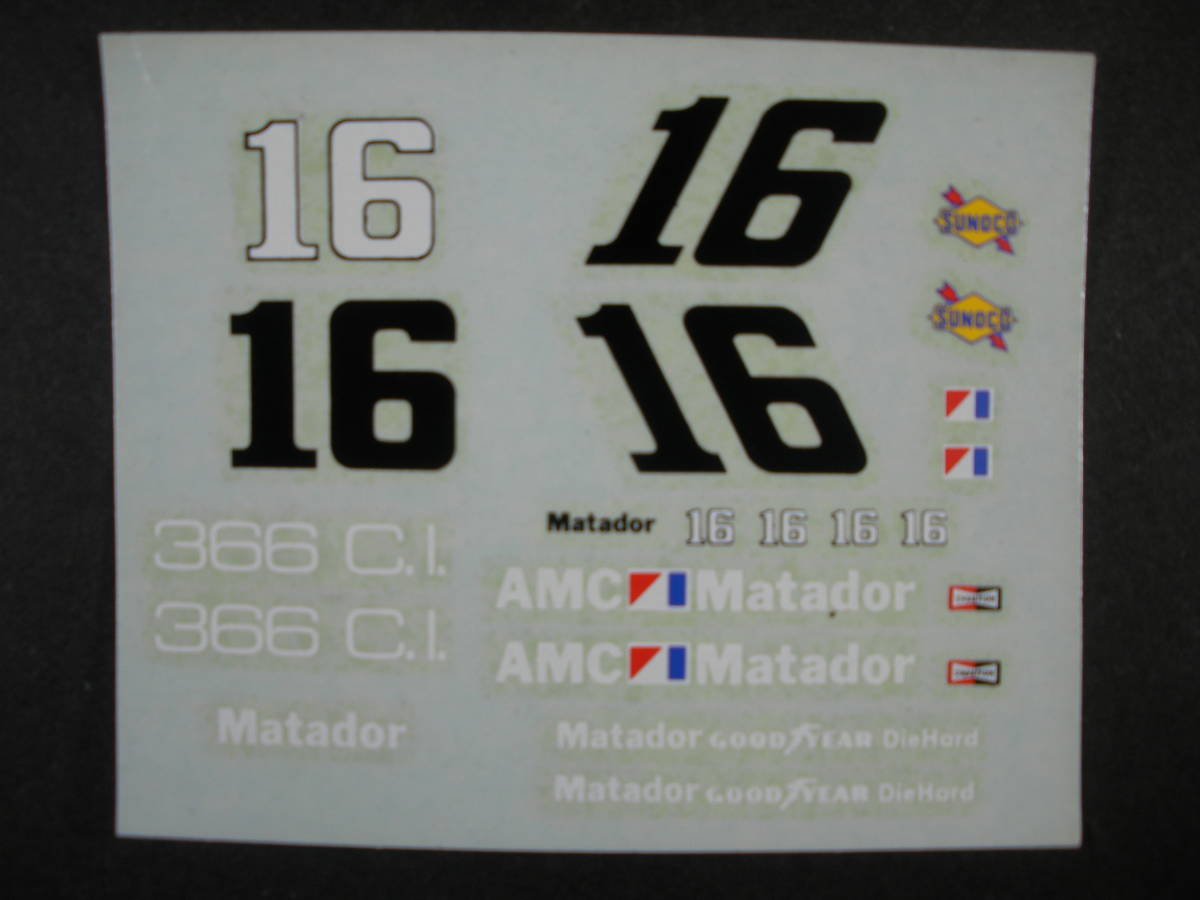 16
16
SUNOCO
SUNOCO
16
16
Matador 16 16 16 16
366 C.I.
AMC Matador
366 C.I.
AMC Matador
Matador
Matador GOODYEAR DieHard
Matador GOODYEAR DieHard